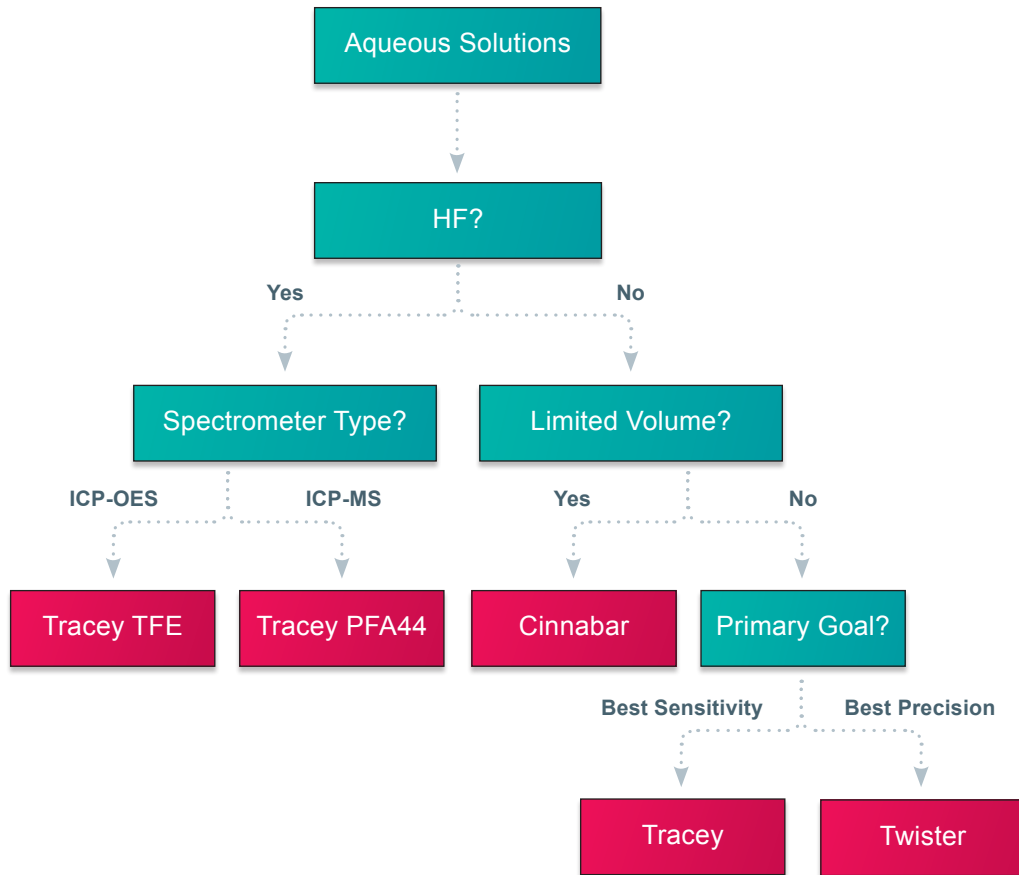 Aqueous Solutions
HF?
Yes
No
Spectrometer Type?
Limited Volume?
ICP-OES
ICP-MS
Yes
No
Tracey TFE
Tracey PFA44
Cinnabar
Primary Goal?
Best Sensitivity
Best Precision
Tracey
Twister